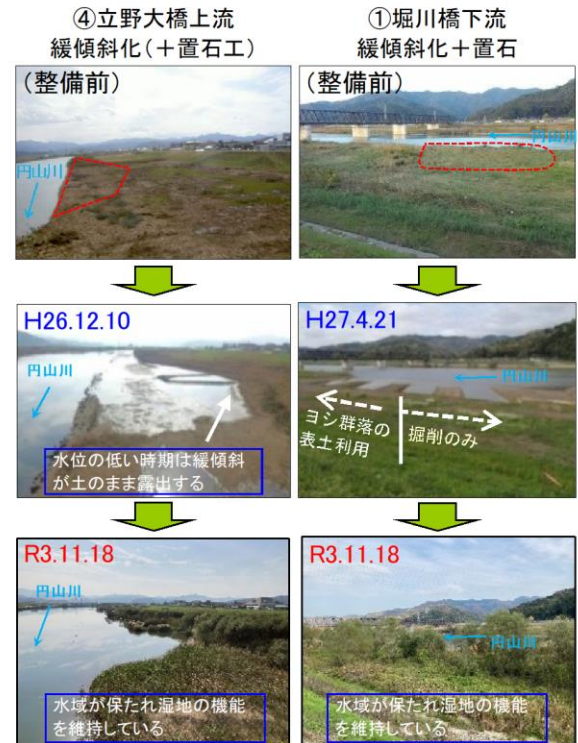 ④立野大橋上流
緩傾斜化(+置石工)
(整備前)
円山川
H26.12.10
円山川
水位の低い時期は緩傾斜
が土のまま露出する
R3.11.18
円山川
水域が保たれ湿地の機能
を維持している
①堀川橋下流
緩傾斜化+置石
(整備前)
円山川
H27.4.21
円山川
ヨシ群落の
表土利用
掘削のみ
R3.11.18
円山川
水域が保たれ湿地の機能
を維持している